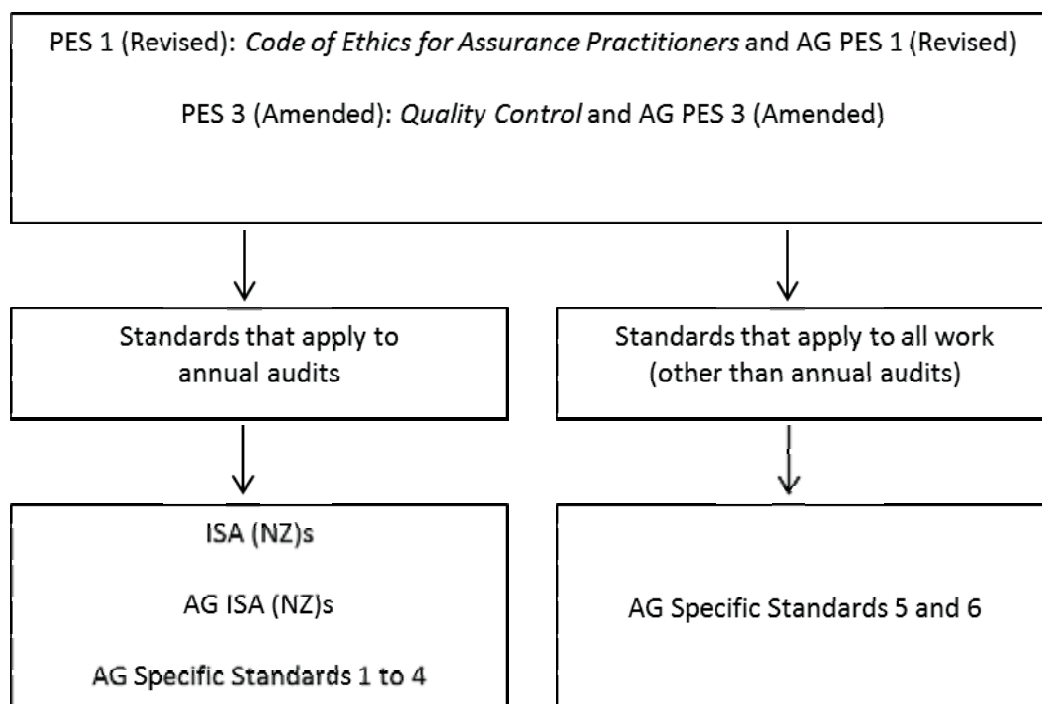 PES 1 (Revised): Code of Ethics for Assurance Practitioners and AG PES 1 (Revised)
PES 3 (Amended): Quality Control and AG PES 3 (Amended)
Standards that apply to
annual audits
Standards that apply to all work
(other than annual audits)
ISA (NZ)s
AG ISA (NZ)s
AG Specific Standards 1 to 4
AG Specific Standards 5 and 6